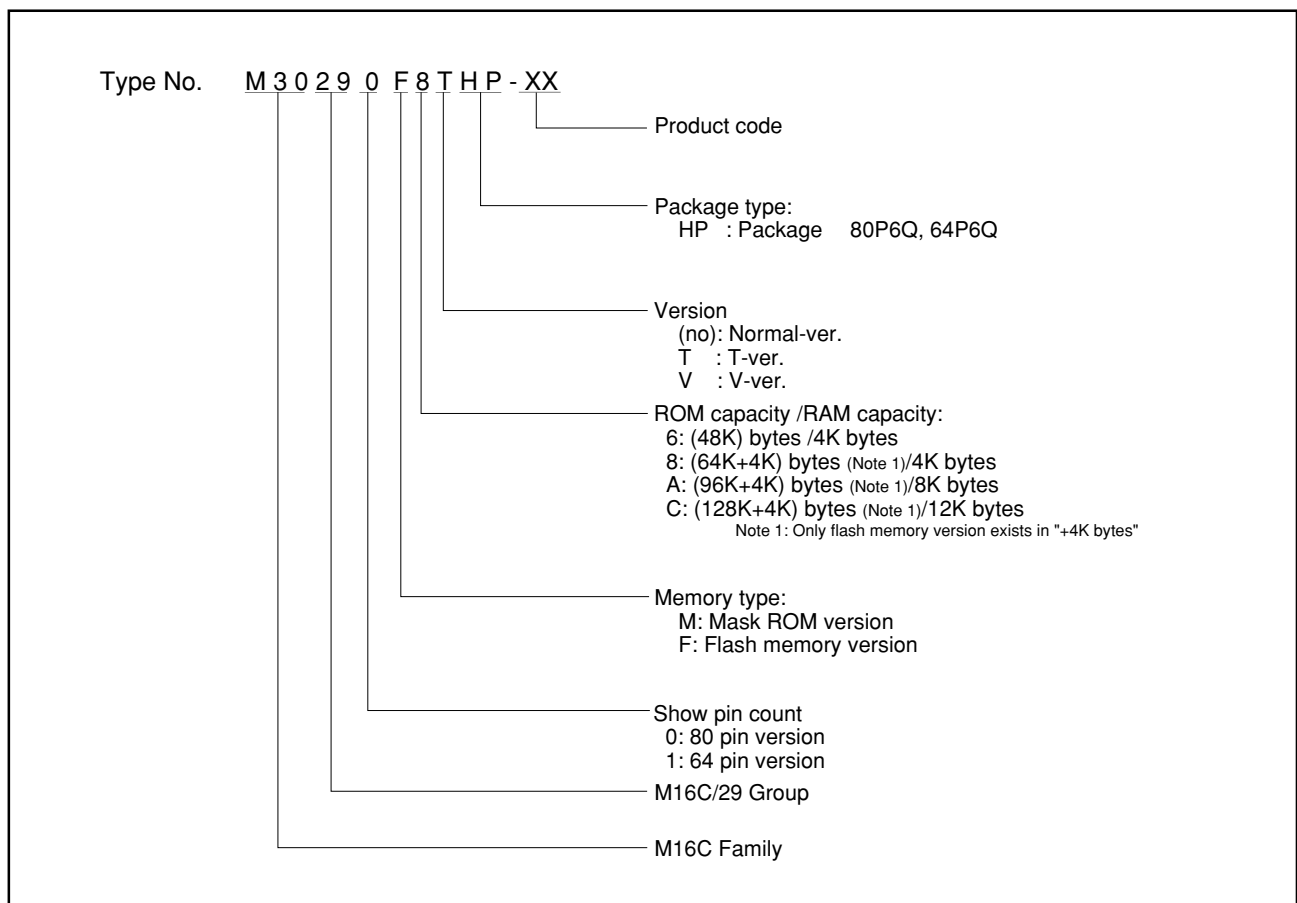 Type No. M 3 0 2 9 0 F 8 T H P - XX
Product code
Package type:
HP : Package 80P6Q, 64P6Q
Version
(no): Normal-ver.
T : T-ver.
V : V-ver.
ROM capacity /RAM capacity:
6: (48K) bytes /4K bytes
8: (64K+4K) bytes (Note 1)/4K bytes
A: (96K+4K) bytes (Note 1)/8K bytes
C: (128K+4K) bytes (Note 1)/12K bytes
Note 1: Only flash memory version exists in "+4K bytes"
Memory type:
M: Mask ROM version
F: Flash memory version
Show pin count
0: 80 pin version
1: 64 pin version
M16C/29 Group
M16C Family